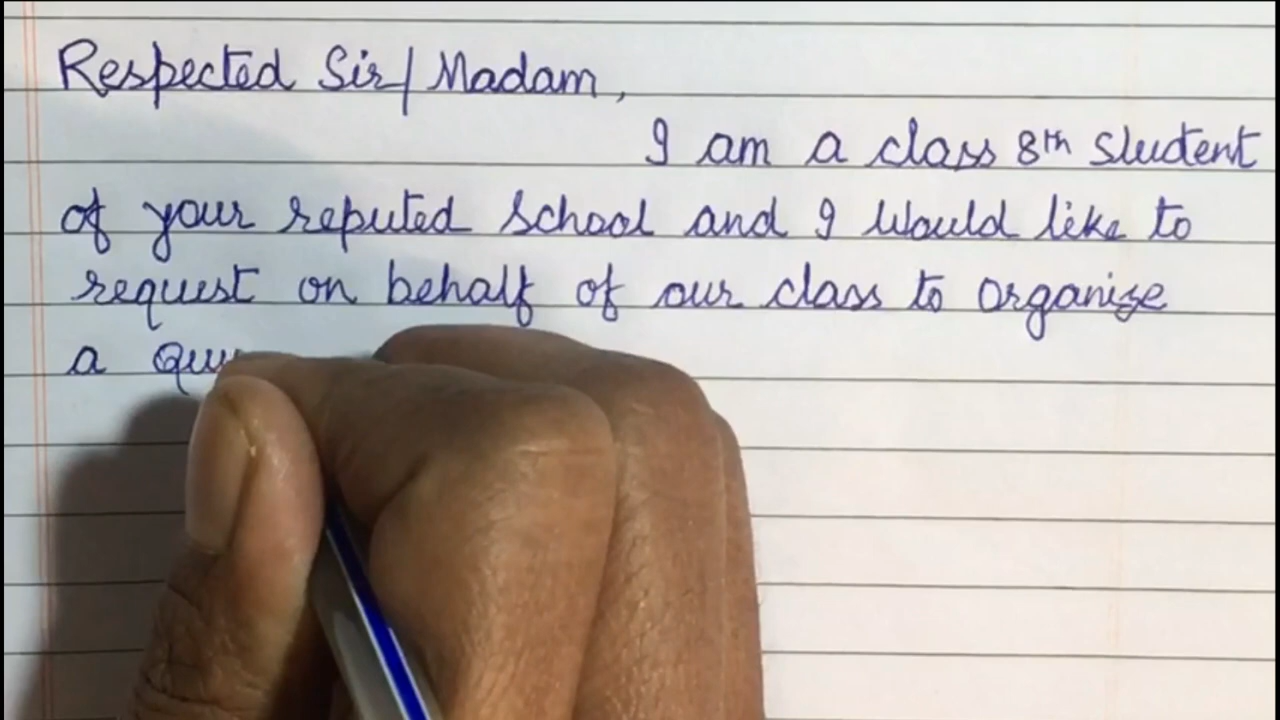 Respected Sir/Madam,
I am a class 8th student
of your reputed school and I would like to
request on behalf of our class to organize
a